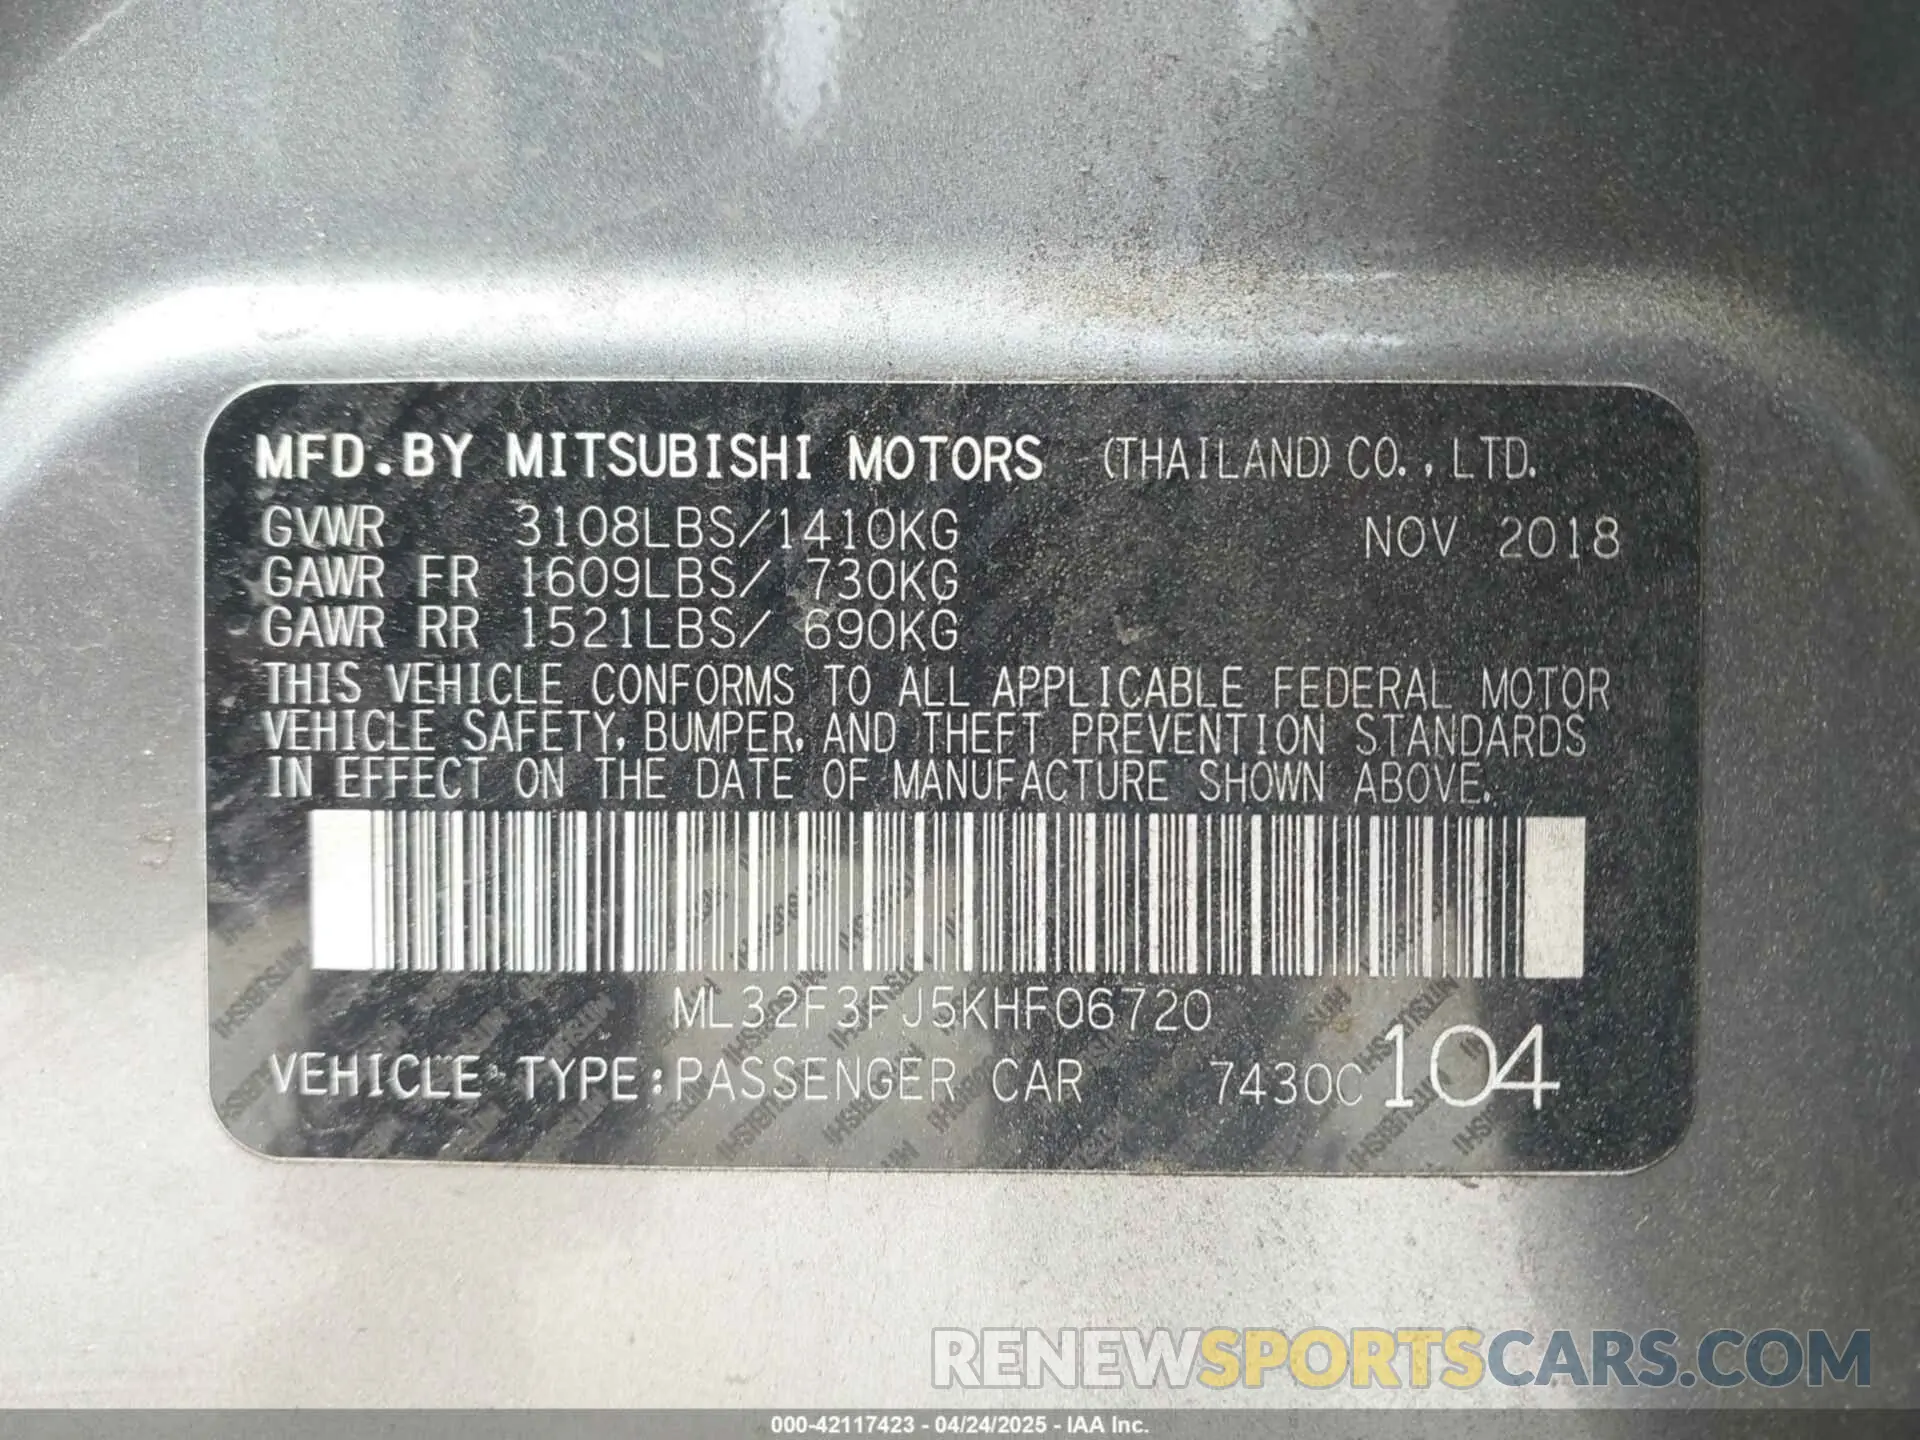 MFD.BY MITSUBISHI MOTORS (THAILAND) CO.,LTD.
GVWR 3108LBS/1410KG NOV 2018
GAWR FR 1609LBS/ 730KG
GAWR RR 1521LBS/ 690KG
THIS VEHICLE CONFORMS TO ALL APPLICABLE FEDERAL MOTOR
VEHICLE SAFETY, BUMPER, AND THEFT PREVENTION STANDARDS
IN EFFECT ON THE DATE OF MANUFACTURE SHOWN ABOVE.
ML32F3FJ5KHF06720
VEHICLE TYPE:PASSENGER CAR 7430C 104
RENEWSPORTSCARS.COM
000-42117423 - 04/24/2025 - IAA Inc.